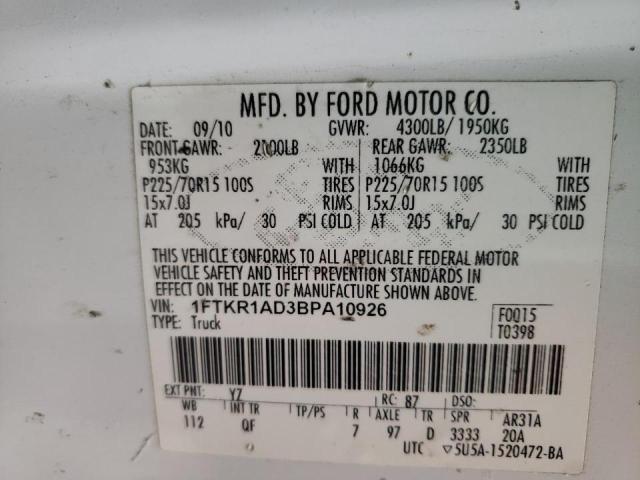 MFD. BY FORD MOTOR CO.
DATE: 09/10 GVWR: 4300LB/ 1950KG
FRONT GAWR: 2100LB REAR GAWR: 2350LB
953KG WITH 1066KG WITH
P225/70R15 100S TIRES P225/70R15 100S TIRES
15x7.0J RIMS 15x7.0J RIMS
AT 205 kPa/ 30 PSI COLD AT 205 kPa/ 30 PSI COLD
THIS VEHICLE CONFORMS TO ALL APPLICABLE FEDERAL MOTOR
VEHICLE SAFETY AND THEFT PREVENTION STANDARDS IN EFFECT
ON THE DATE OF MANUFACTURE SHOWN ABOVE.
VIN: 1FTKR1AD3BPA10926 F0015
TYPE: Truck T0398
EXT PNT: YZ RC: 87 DSO:
WB INT TR TP/PS R AXLE TR SPR AR31A
112 QF 7 97 D 3333 20A
UTC ▽5U5A-1520472-BA